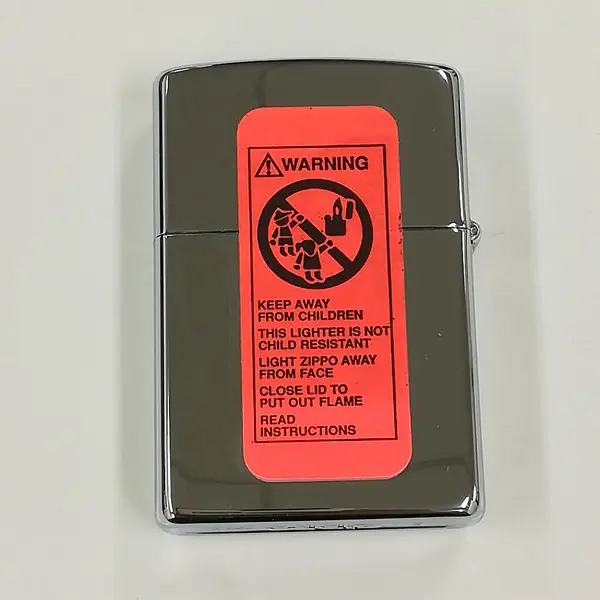 WARNING
KEEP AWAY
FROM CHILDREN
THIS LIGHTER IS NOT
CHILD RESISTANT
LIGHT ZIPPO AWAY
FROM FACE
CLOSE LID TO
PUT OUT FLAME
READ
INSTRUCTIONS